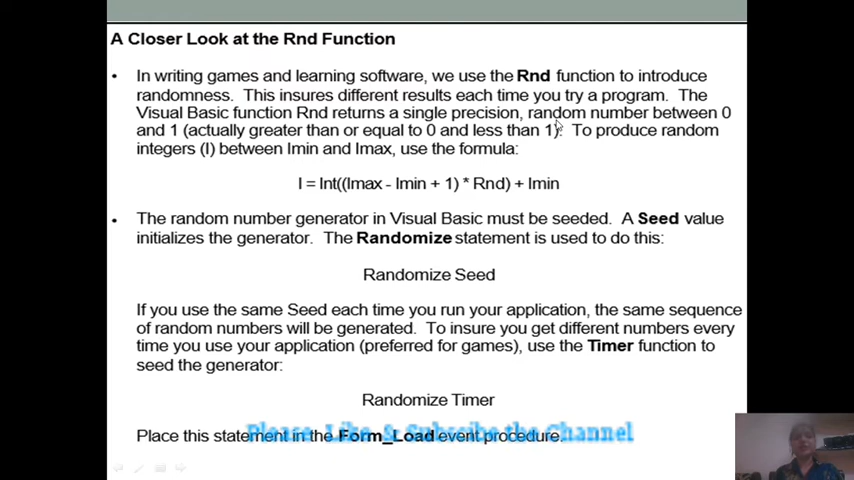 A Closer Look at the Rnd Function
• In writing games and learning software, we use the Rnd function to introduce
randomness. This insures different results each time you try a program. The
Visual Basic function Rnd returns a single precision, random number between 0
and 1 (actually greater than or equal to 0 and less than 1). To produce random
integers (I) between Imin and Imax, use the formula:
I = Int((Imax - Imin + 1) * Rnd) + Imin
• The random number generator in Visual Basic must be seeded. A Seed value
initializes the generator. The Randomize statement is used to do this:
Randomize Seed
If you use the same Seed each time you run your application, the same sequence
of random numbers will be generated. To insure you get different numbers every
time you use your application (preferred for games), use the Timer function to
seed the generator:
Randomize Timer
Place this statement in the Form_Load event procedure.
Please Like & Subscibe the Channel